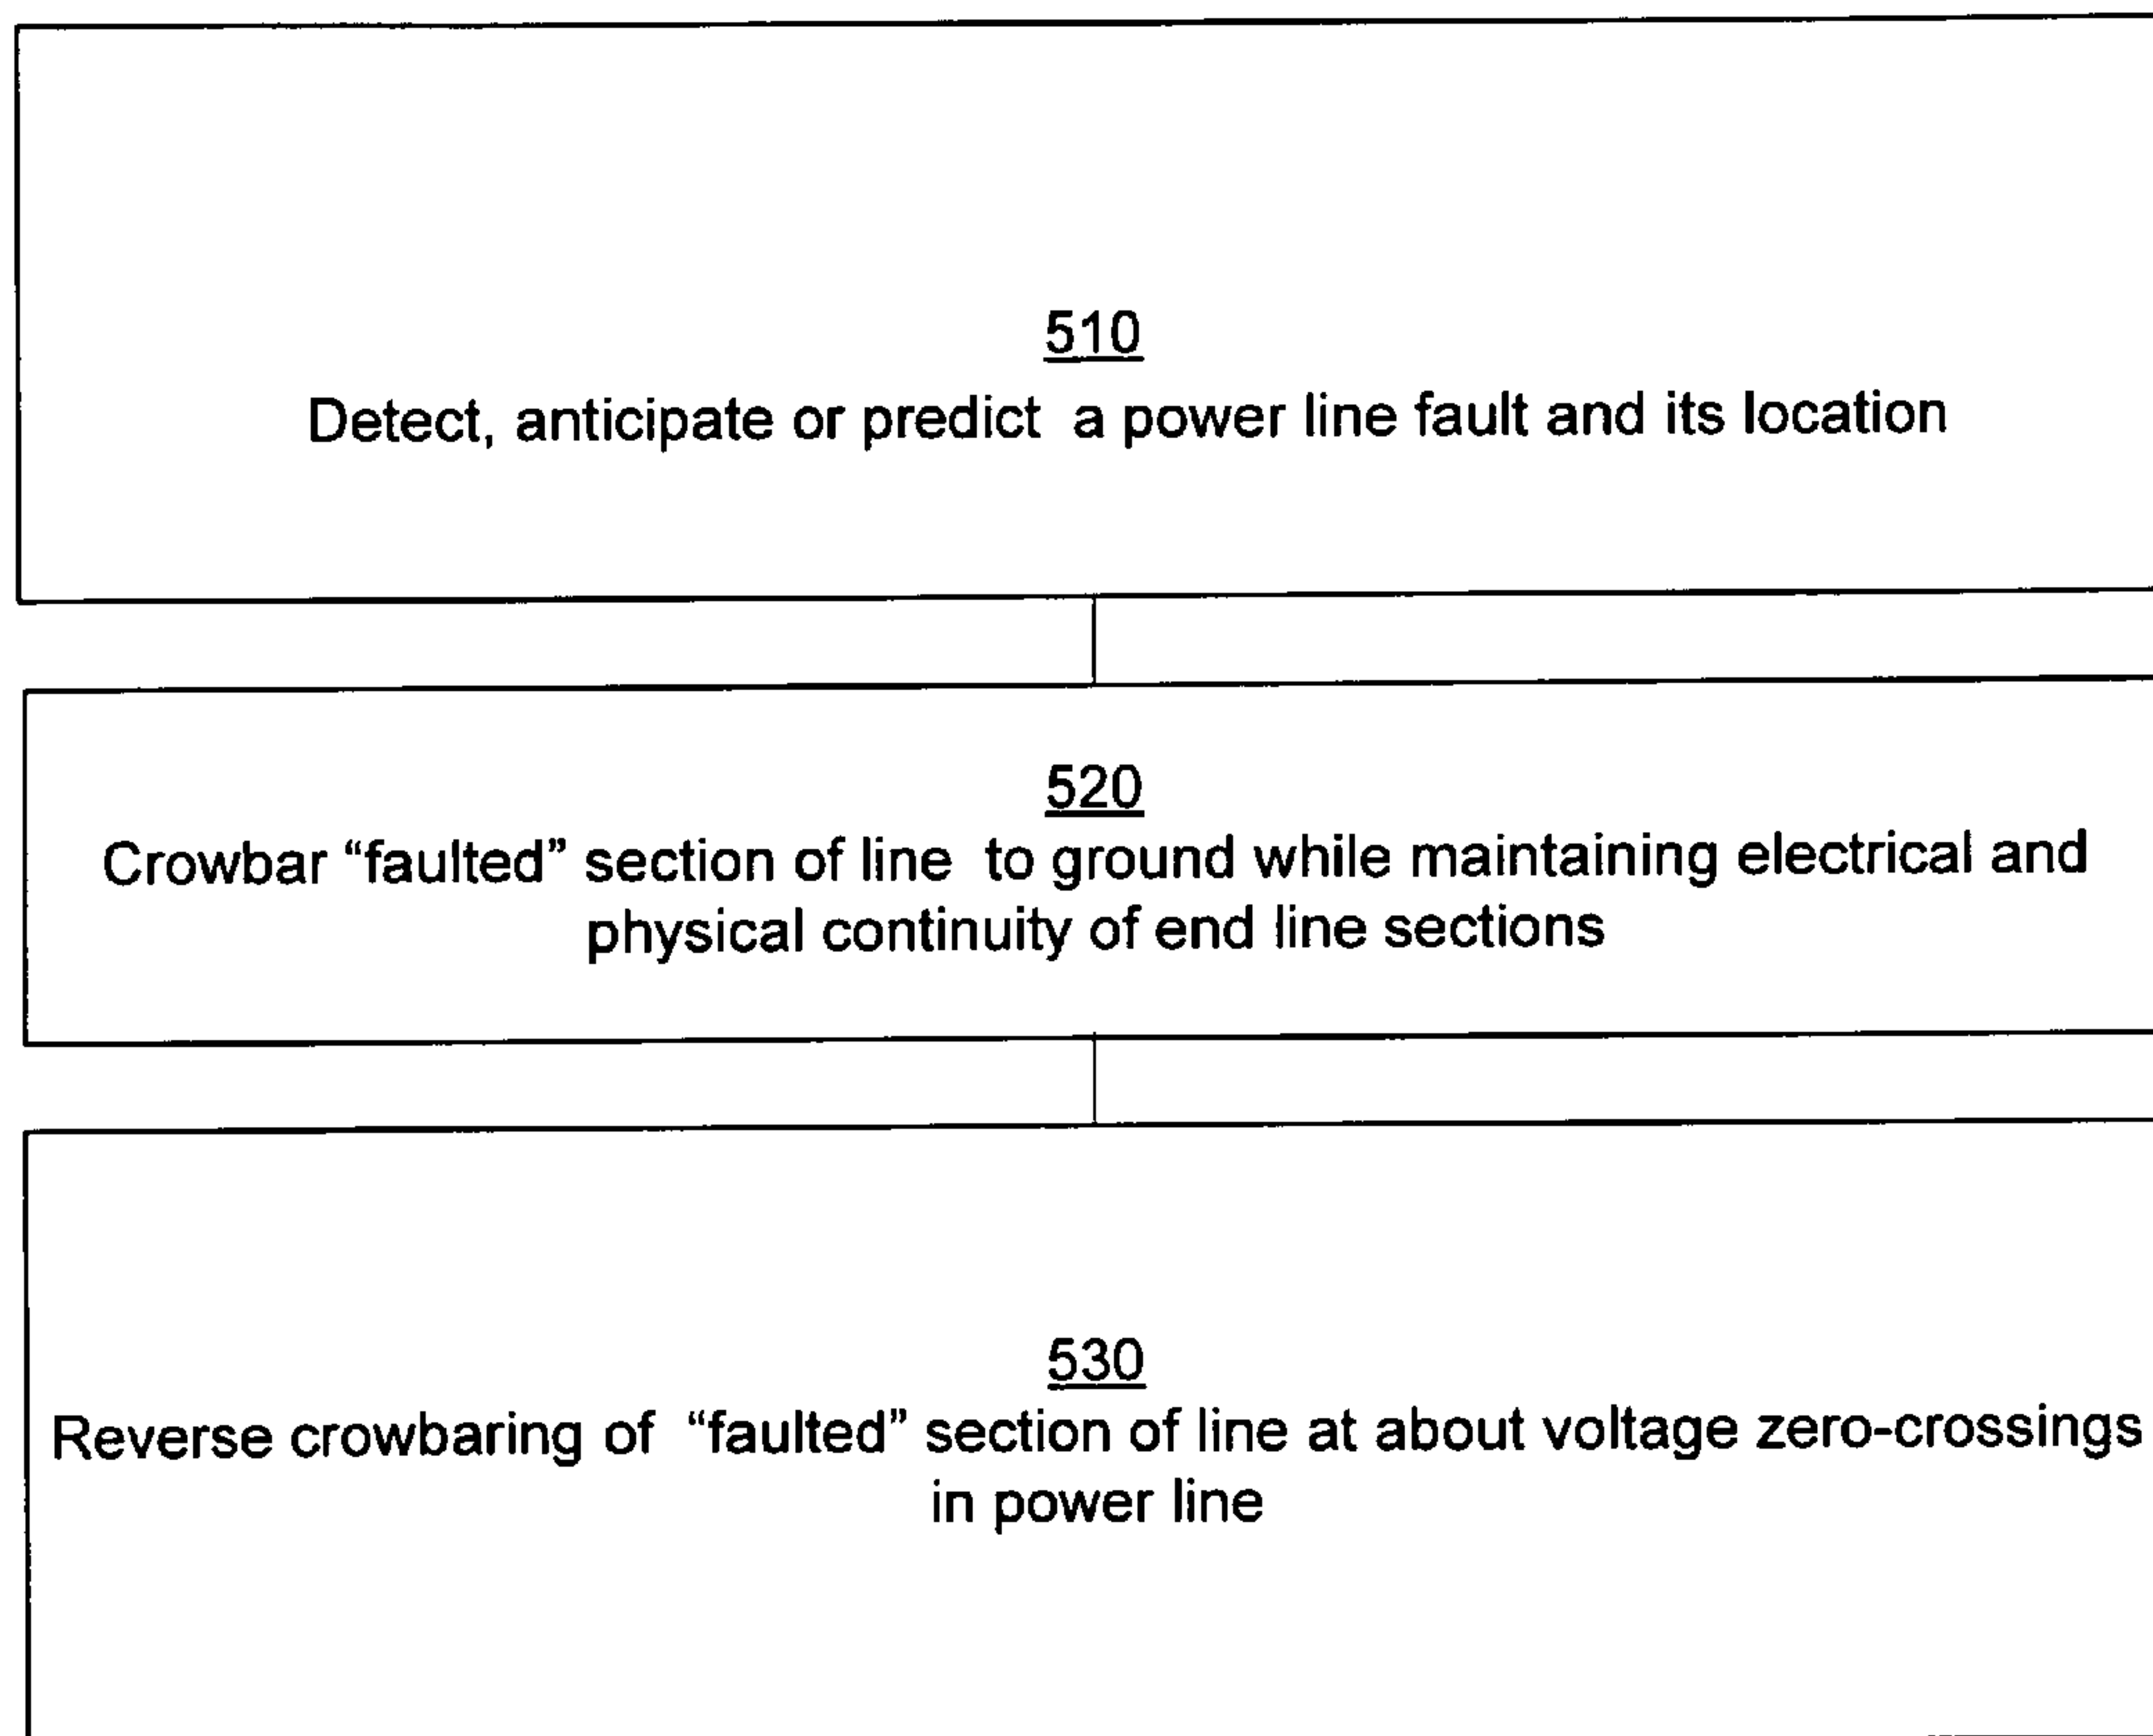 510
Detect, anticipate or predict a power line fault and its location
520
Crowbar “faulted” section of line to ground while maintaining electrical and
physical continuity of end line sections
530
Reverse crowbaring of “faulted” section of line at about voltage zero-crossings
in power line